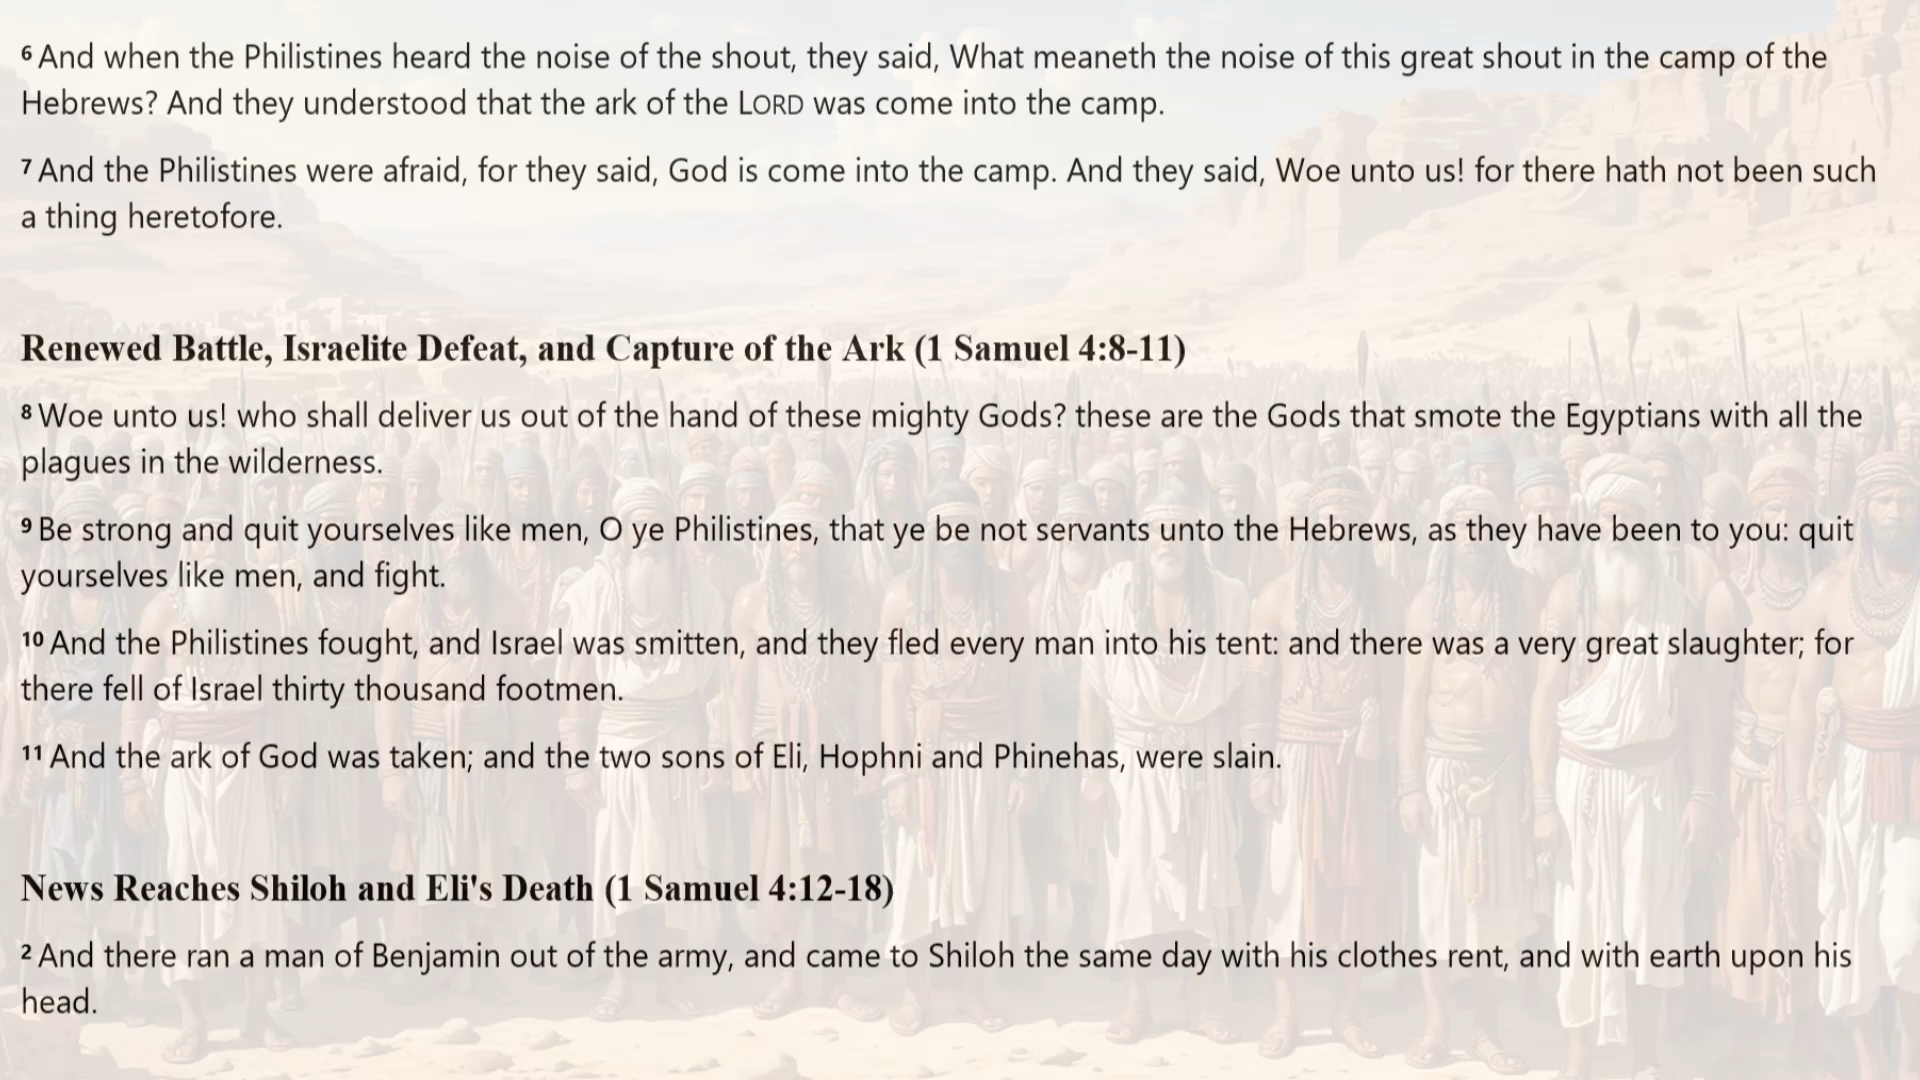 6 And when the Philistines heard the noise of the shout, they said, What meaneth the noise of this great shout in the camp of the
Hebrews? And they understood that the ark of the LORD was come into the camp.
7 And the Philistines were afraid, for they said, God is come into the camp. And they said, Woe unto us! for there hath not been such
a thing heretofore.
Renewed Battle, Israelite Defeat, and Capture of the Ark (1 Samuel 4:8-11)
8 Woe unto us! who shall deliver us out of the hand of these mighty Gods? these are the Gods that smote the Egyptians with all the
plagues in the wilderness.
9 Be strong and quit yourselves like men, O ye Philistines, that ye be not servants unto the Hebrews, as they have been to you: quit
yourselves like men, and fight.
10 And the Philistines fought, and Israel was smitten, and they fled every man into his tent: and there was a very great slaughter; for
there fell of Israel thirty thousand footmen.
11 And the ark of God was taken; and the two sons of Eli, Hophni and Phinehas, were slain.
News Reaches Shiloh and Eli's Death (1 Samuel 4:12-18)
2 And there ran a man of Benjamin out of the army, and came to Shiloh the same day with his clothes rent, and with earth upon his
head.